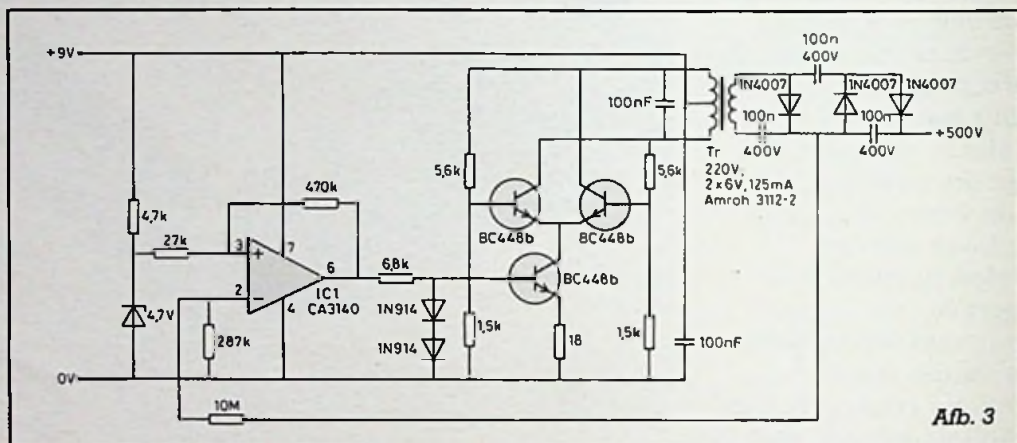 +9V
4,7k
27k
4,7V
3
+
2
−
7
6
4
470k
IC1
CA3140
287k
10M
0V
6,8k
1N914
1N914
5,6k
1,5k
BC448b
BC448b
BC448b
18
5,6k
1,5k
100nF
100nF
Tr
220V,
2x6V, 125mA
Amroh 3112-2
100n
400V
1N4007
1N4007
1N4007
100n
400V
100n
400V
+500V
Afb. 3